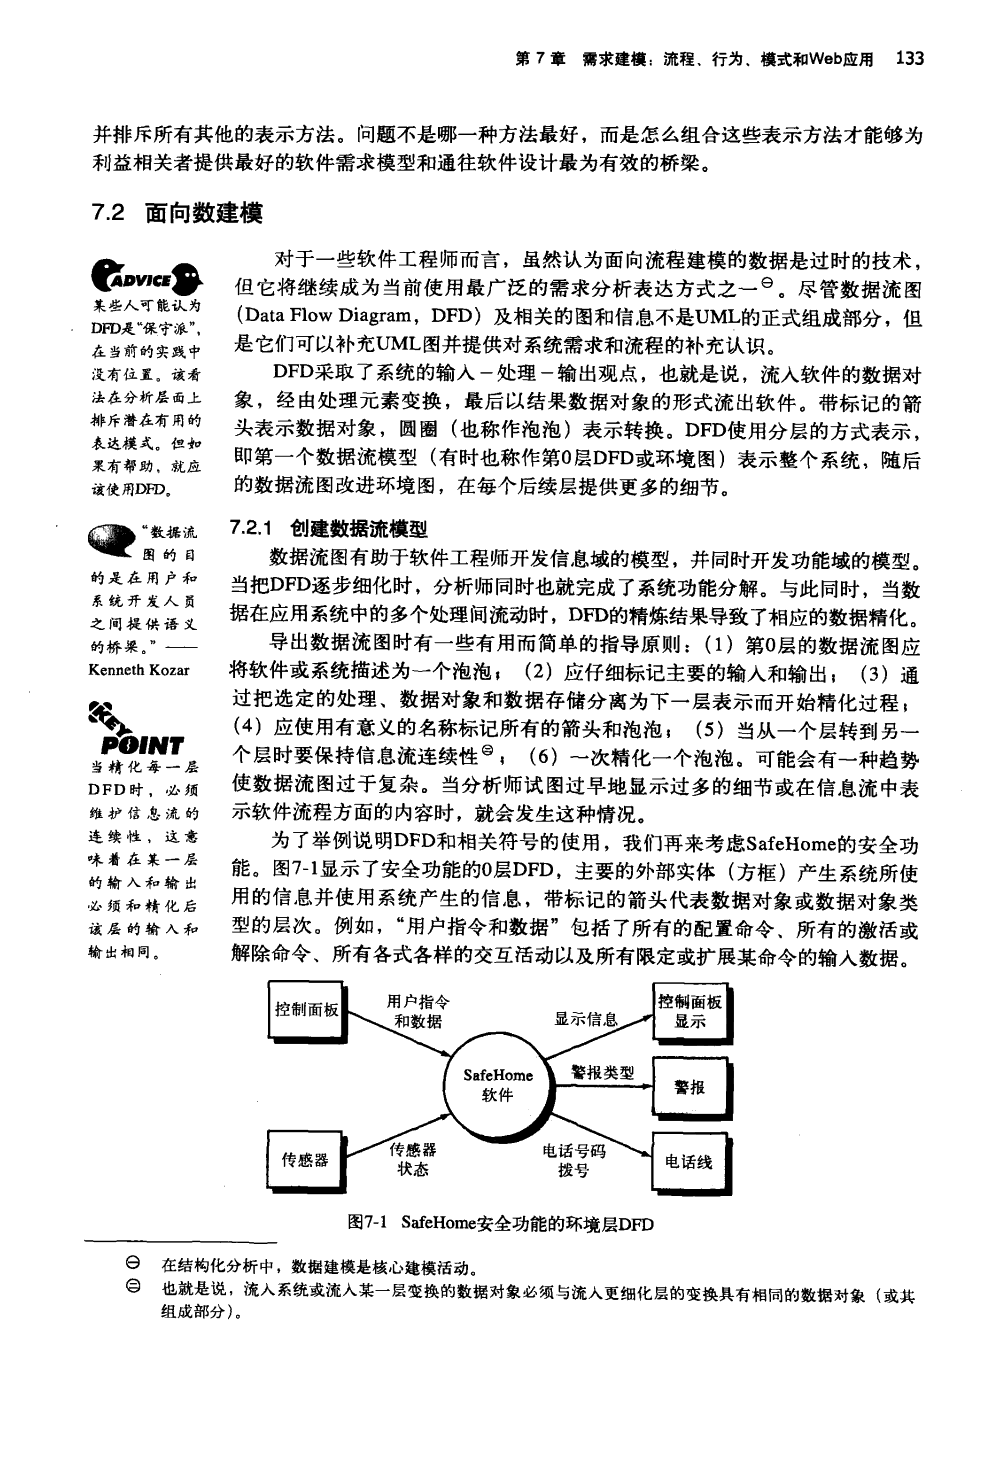 第 7 章 需求建模：流程、行为、模式和Web应用 133
并排斥所有其他的表示方法。问题不是哪一种方法最好，而是怎么组合这些表示方法才能够为
利益相关者提供最好的软件需求模型和通往软件设计最为有效的桥梁。
7.2 面向数建模
对于一些软件工程师而言，虽然认为面向流程建模的数据是过时的技术，
但它将继续成为当前使用最广泛的需求分析表达方式之一㊀。尽管数据流图
(Data Flow Diagram，DFD）及相关的图和信息不是UML的正式组成部分，但
是它们可以补充UML图并提供对系统需求和流程的补充认识。
DFD采取了系统的输入－处理－输出观点，也就是说，流入软件的数据对
象，经由处理元素变换，最后以结果数据对象的形式流出软件。带标记的箭
头表示数据对象，圆圈（也称作泡泡）表示转换。DFD使用分层的方式表示，
即第一个数据流模型（有时也称作第0层DFD或环境图）表示整个系统，随后
的数据流图改进环境图，在每个后续层提供更多的细节。
ADVICE
某些人可能认为
DFD是“保守派”，
在当前的实践中
没有位置。该看
法在分析层面上
排斥潜在有用的
表达模式。但如
果有帮助，就应
该使用DFD。
7.2.1 创建数据流模型
数据流图有助于软件工程师开发信息域的模型，并同时开发功能域的模型。
当把DFD逐步细化时，分析师同时也就完成了系统功能分解。与此同时，当数
据在应用系统中的多个处理间流动时，DFD的精炼结果导致了相应的数据精化。
导出数据流图时有一些有用而简单的指导原则：（1）第0层的数据流图应
将软件或系统描述为一个泡泡；（2）应仔细标记主要的输入和输出；（3）通
过把选定的处理、数据对象和数据存储分离为下一层表示而开始精化过程；
（4）应使用有意义的名称标记所有的箭头和泡泡；（5）当从一个层转到另一
个层时要保持信息流连续性㊁；（6）一次精化一个泡泡。可能会有一种趋势
使数据流图过于复杂。当分析师试图过早地显示过多的细节或在信息流中表
示软件流程方面的内容时，就会发生这种情况。
为了举例说明DFD和相关符号的使用，我们再来考虑SafeHome的安全功
能。图7-1显示了安全功能的0层DFD，主要的外部实体（方框）产生系统所使
用的信息并使用系统产生的信息，带标记的箭头代表数据对象或数据对象类
型的层次。例如，“用户指令和数据”包括了所有的配置命令、所有的激活或
解除命令、所有各式各样的交互活动以及所有限定或扩展某命令的输入数据。
“数据流
图的目
的是在用户和
系统开发人员
之间提供语义
的桥梁。”——
Kenneth Kozar
KEY
POINT
当精化每一层
DFD时，必须
维护信息流的
连续性，这意
味着在某一层
的输入和输出
必须和精化后
该层的输入和
输出相同。
控制面板
用户指令
和数据
显示信息
控制面板
显示
SafeHome
软件
警报类型
警报
传感器
传感器
状态
电话号码
拨号
电话线
图7-1 SafeHome安全功能的环境层DFD
㊀ 在结构化分析中，数据建模是核心建模活动。
㊁ 也就是说，流入系统或流入某一层变换的数据对象必须与流入更细化层的变换具有相同的数据对象（或其
组成部分）。